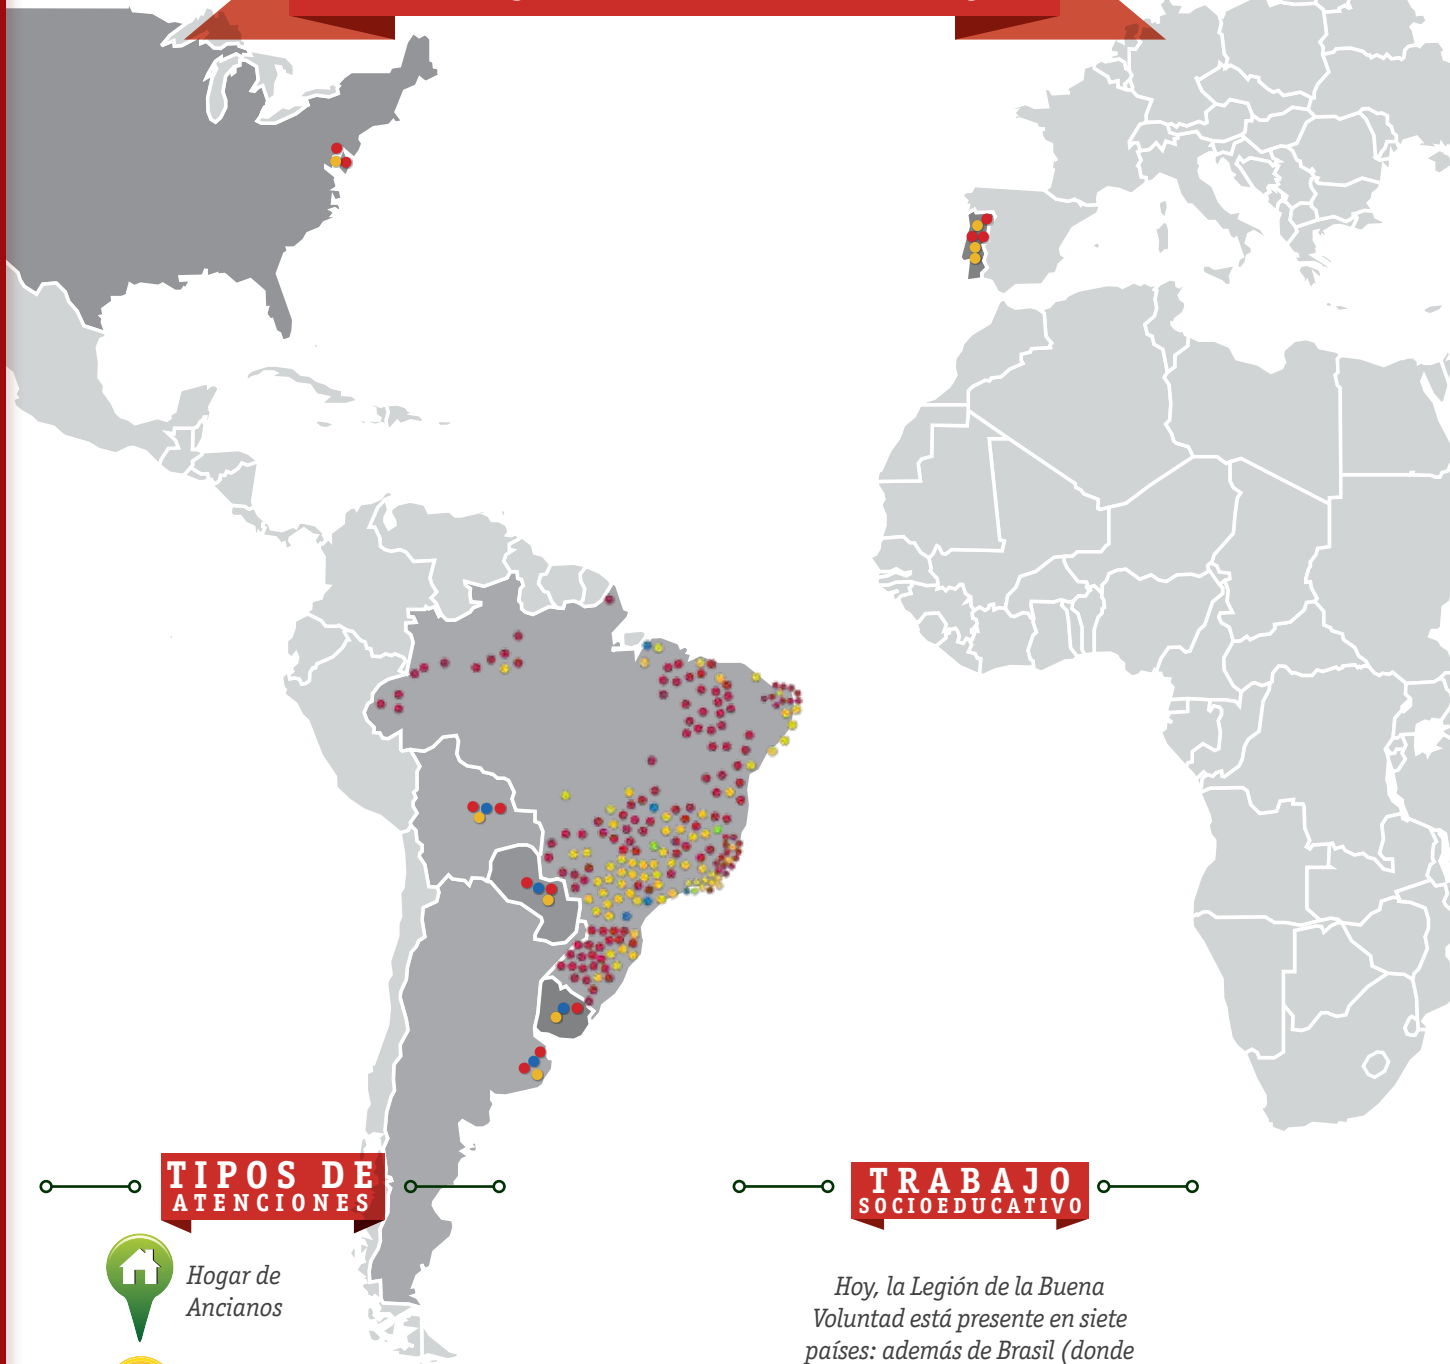 TIPOS DE
ATENCIONES
Hogar de
Ancianos
TRABAJO
SOCIOEDUCATIVO
Hoy, la Legión de la Buena
Voluntad está presente en siete
países: además de Brasil (donde